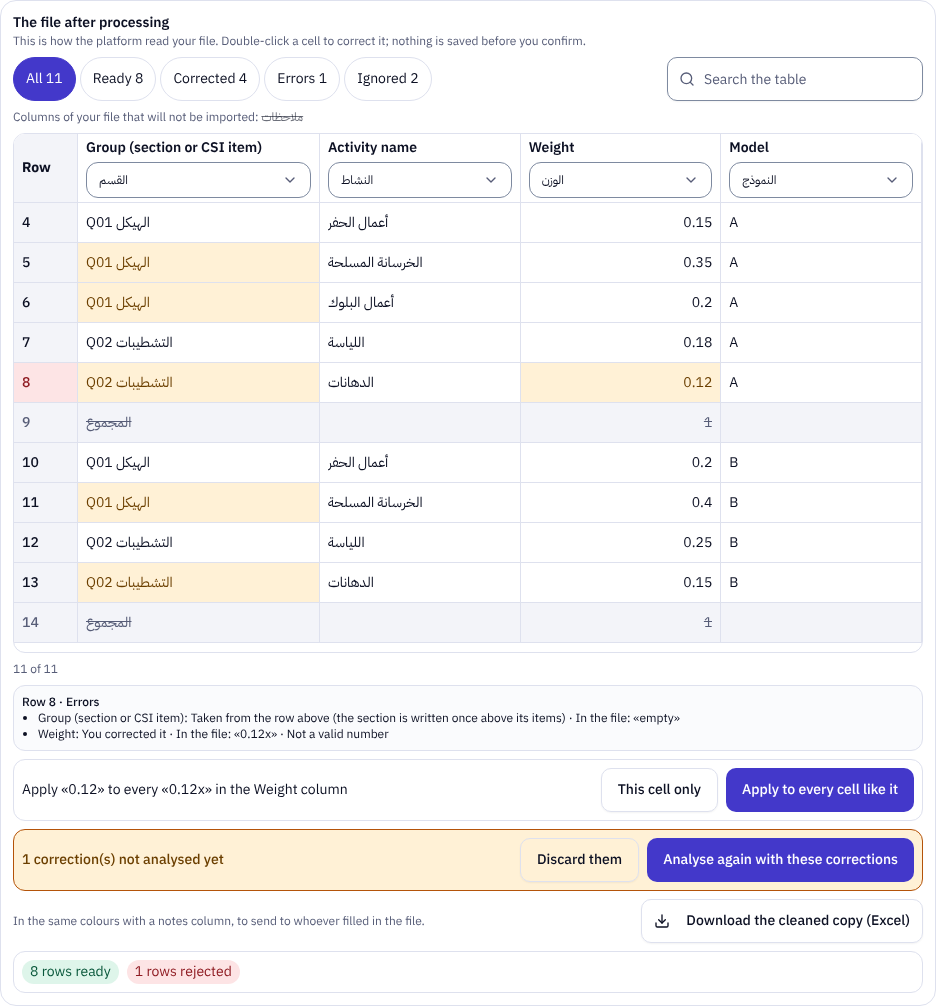 The file after processing
This is how the platform read your file. Double-click a cell to correct it; nothing is saved before you confirm.
All 11 Ready 8 Corrected 4 Errors 1 Ignored 2 Search the table
Columns of your file that will not be imported: ملاحظات
Row Group (section or CSI item) Activity name Weight Model
القسم النشاط الوزن النموذج
4 Q01 الهيكل أعمال الحفر 0.15 A
5 Q01 الهيكل الخرسانة المسلحة 0.35 A
6 Q01 الهيكل أعمال البلوك 0.2 A
7 Q02 التشطيبات اللياسة 0.18 A
8 Q02 التشطيبات الدهانات 0.12 A
9 المجموع 1
10 Q01 الهيكل أعمال الحفر 0.2 B
11 Q01 الهيكل الخرسانة المسلحة 0.4 B
12 Q02 التشطيبات اللياسة 0.25 B
13 Q02 التشطيبات الدهانات 0.15 B
14 المجموع 1
11 of 11
Row 8 · Errors
• Group (section or CSI item): Taken from the row above (the section is written once above its items) · In the file: «empty»
• Weight: You corrected it · In the file: «0.12x» · Not a valid number
Apply «0.12» to every «0.12x» in the Weight column This cell only Apply to every cell like it
1 correction(s) not analysed yet Discard them Analyse again with these corrections
In the same colours with a notes column, to send to whoever filled in the file. Download the cleaned copy (Excel)
8 rows ready 1 rows rejected